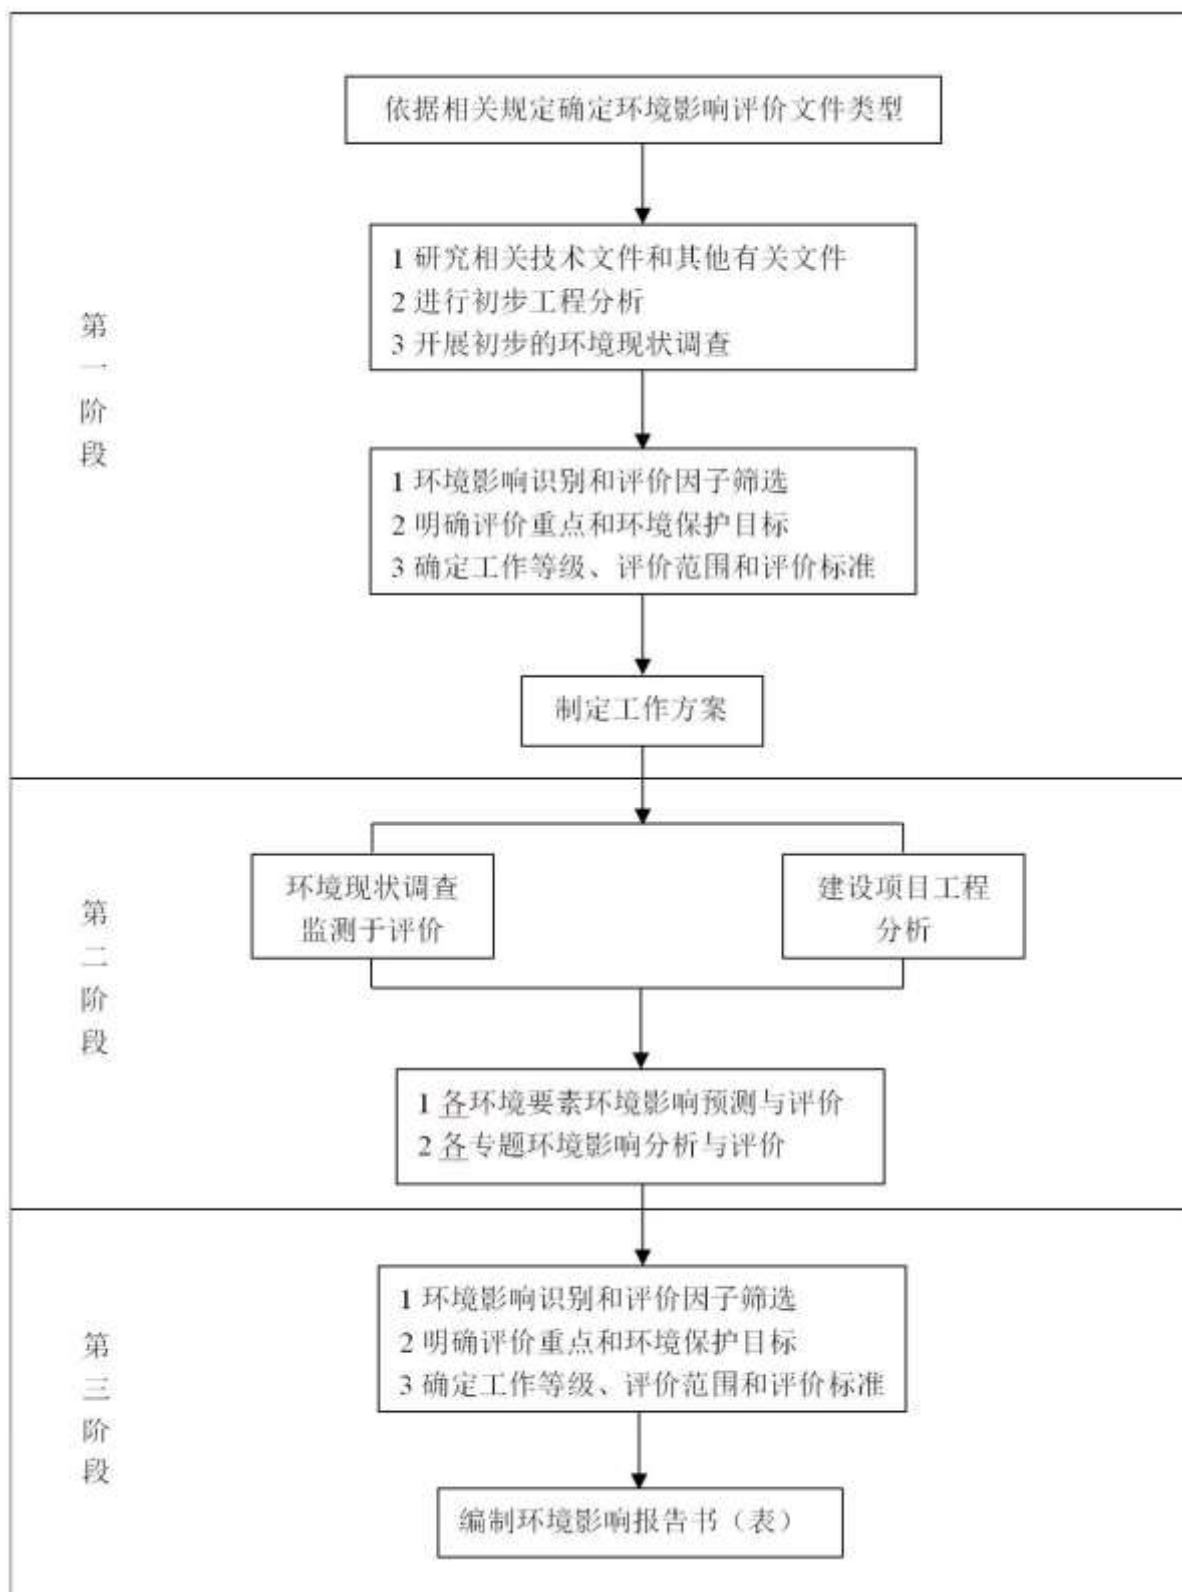 依据相关规定确定环境影响评价文件类型
1 研究相关技术文件和其他有关文件
2 进行初步工程分析
3 开展初步的环境现状调查
第一阶段
1 环境影响识别和评价因子筛选
2 明确评价重点和环境保护目标
3 确定工作等级、评价范围和评价标准
制定工作方案
环境现状调查
监测于评价
建设项目工程
分析
第二阶段
1 各环境要素环境影响预测与评价
2 各专题环境影响分析与评价
1 环境影响识别和评价因子筛选
2 明确评价重点和环境保护目标
3 确定工作等级、评价范围和评价标准
第三阶段
编制环境影响报告书（表）